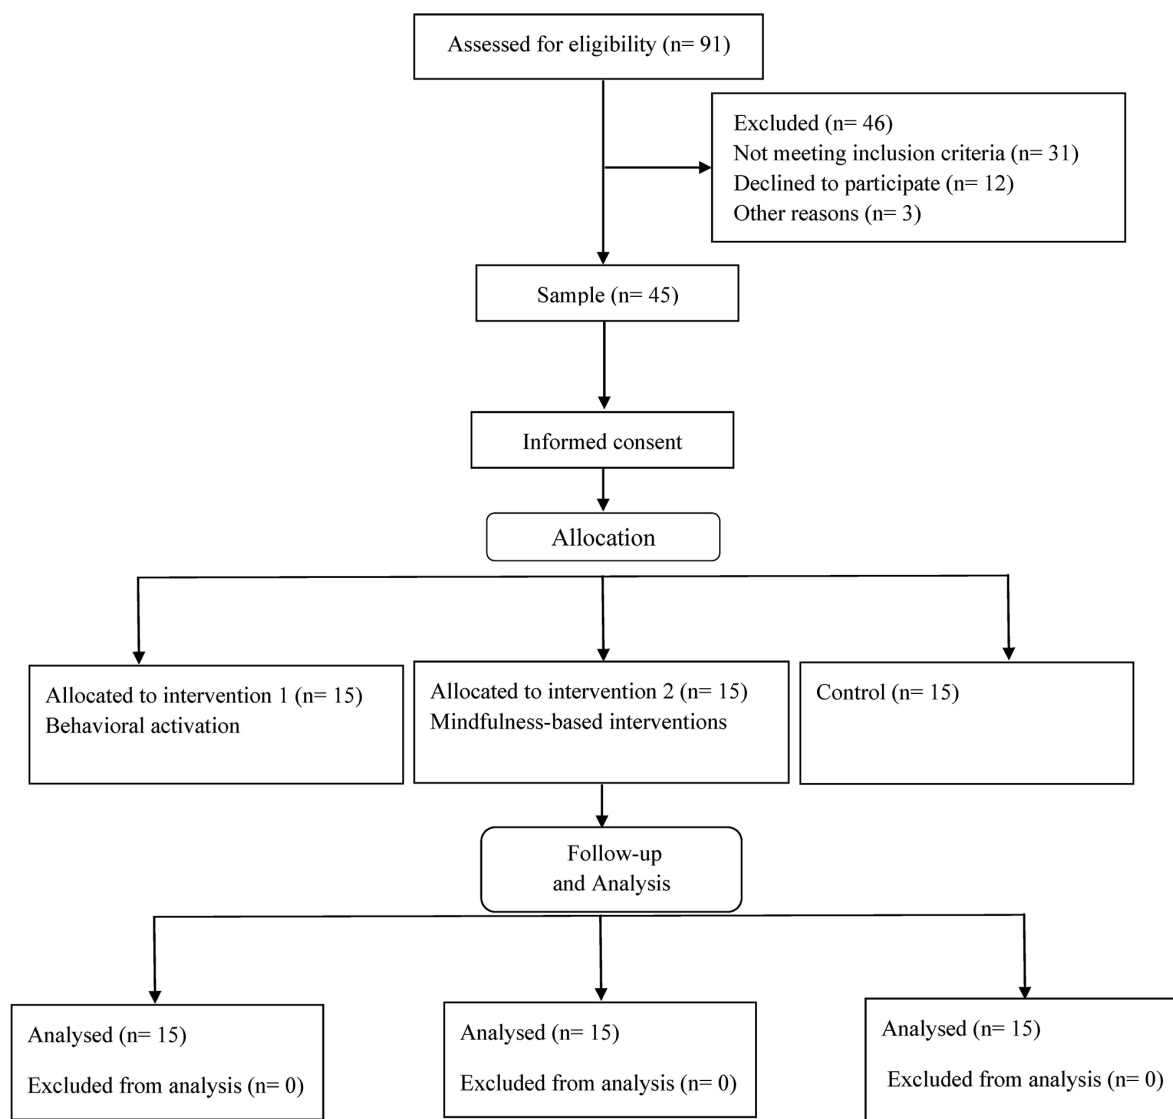 Assessed for eligibility (n= 91)
Excluded (n= 46)
Not meeting inclusion criteria (n= 31)
Declined to participate (n= 12)
Other reasons (n= 3)
Sample (n= 45)
Informed consent
Allocation
Allocated to intervention 1 (n= 15)
Behavioral activation
Allocated to intervention 2 (n= 15)
Mindfulness-based interventions
Control (n= 15)
Follow-up
and Analysis
Analysed (n= 15)
Excluded from analysis (n= 0)
Analysed (n= 15)
Excluded from analysis (n= 0)
Analysed (n= 15)
Excluded from analysis (n= 0)